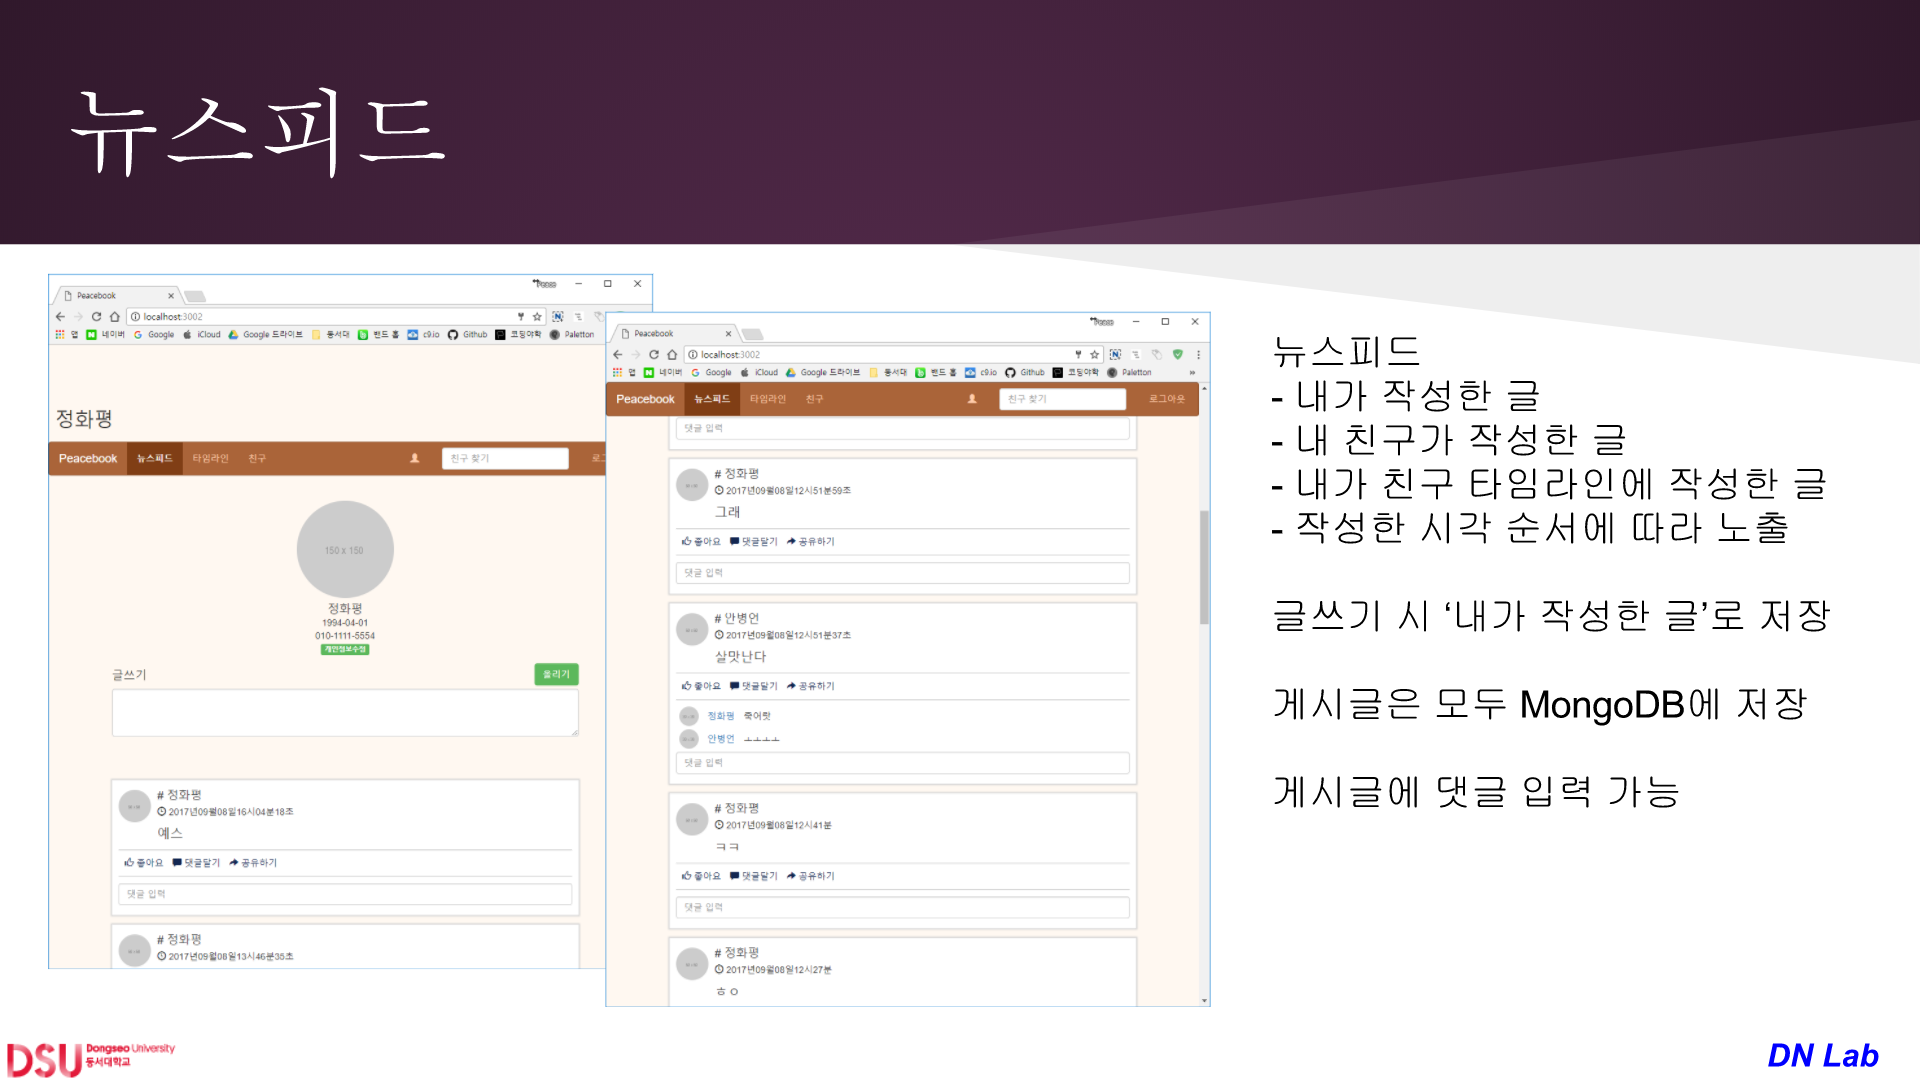 뉴스피드
Peacebook
localhost:3002
앱 네이버 Google iCloud Google 드라이브 동서대 밴드 홈 c9.io Github 코딩야학 Paletton
정화평
Peacebook 뉴스피드 타임라인 친구 친구 찾기
150 x 150
정화평
1994-04-01
010-1111-5554
개인정보수정
글쓰기 올리기
# 정화평
2017년09월08일16시04분18초
예스
좋아요 댓글달기 공유하기
댓글 입력
# 정화평
2017년09월08일13시46분35초
Peacebook
localhost:3002
앱 네이버 Google iCloud Google 드라이브 동서대 밴드 홈 c9.io Github 코딩야학 Paletton »
Peacebook 뉴스피드 타임라인 친구 친구 찾기 로그아웃
댓글 입력
# 정화평
2017년09월08일12시51분59초
그래
좋아요 댓글달기 공유하기
댓글 입력
# 안병언
2017년09월08일12시51분37초
살맛난다
좋아요 댓글달기 공유하기
정화평 죽어랏
안병언 ㅗㅗㅗㅗ
댓글 입력
# 정화평
2017년09월08일12시41분
ㅋㅋ
좋아요 댓글달기 공유하기
댓글 입력
# 정화평
2017년09월08일12시27분
ㅎㅇ
뉴스피드
- 내가 작성한 글
- 내 친구가 작성한 글
- 내가 친구 타임라인에 작성한 글
- 작성한 시각 순서에 따라 노출
글쓰기 시 ‘내가 작성한 글’로 저장
게시글은 모두 MongoDB에 저장
게시글에 댓글 입력 가능
DSU Dongseo University
동서대학교
DN Lab